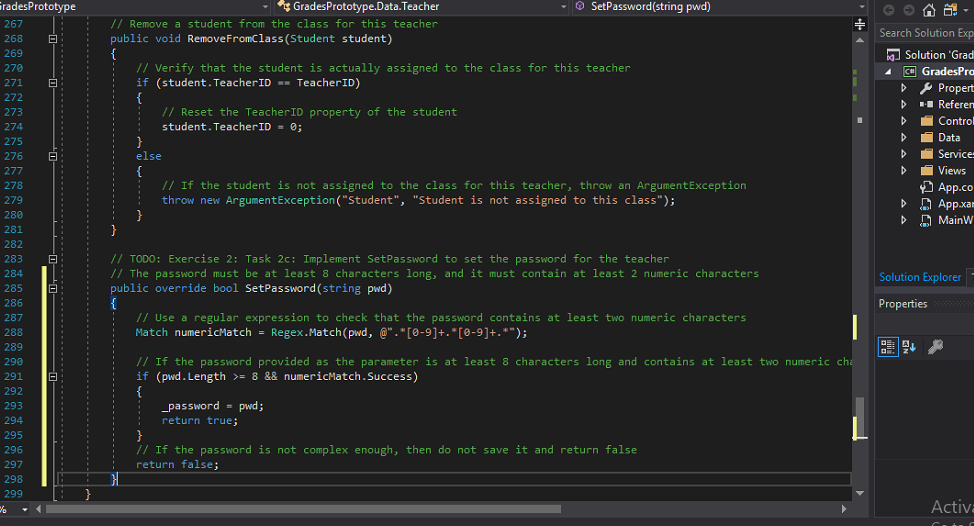 GradesPrototype
GradesPrototype.Data.Teacher
SetPassword(string pwd)
267 // Remove a student from the class for this teacher
268 public void RemoveFromClass(Student student)
269 {
270 // Verify that the student is actually assigned to the class for this teacher
271 if (student.TeacherID == TeacherID)
272 {
273 // Reset the TeacherID property of the student
274 student.TeacherID = 0;
275 }
276 else
277 {
278 // If the student is not assigned to the class for this teacher, throw an ArgumentException
279 throw new ArgumentException("Student", "Student is not assigned to this class");
280 }
281 }
282
283 // TODO: Exercise 2: Task 2c: Implement SetPassword to set the password for the teacher
284 // The password must be at least 8 characters long, and it must contain at least 2 numeric characters
285 public override bool SetPassword(string pwd)
286 {
287 // Use a regular expression to check that the password contains at least two numeric characters
288 Match numericMatch = Regex.Match(pwd, @".*[0-9]+.*[0-9]+.*");
289
290 // If the password provided as the parameter is at least 8 characters long and contains at least two numeric cha
291 if (pwd.Length >= 8 && numericMatch.Success)
292 {
293 _password = pwd;
294 return true;
295 }
296 // If the password is not complex enough, then do not save it and return false
297 return false;
298 }
299 }
%
Search Solution Exp
Solution 'Grad
C# GradesPro
Propert
Referen
Control
Data
Services
Views
App.co
App.xar
MainW
Solution Explorer
Properties
Activa